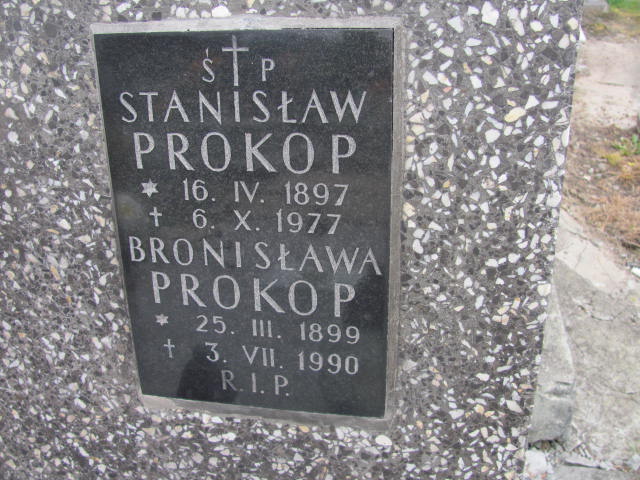 Ś † P
STANISŁAW
PROKOP
* 16. IV. 1897
† 6. X. 1977
BRONISŁAWA
PROKOP
* 25. III. 1899
† 3. VII. 1990
R.I.P.